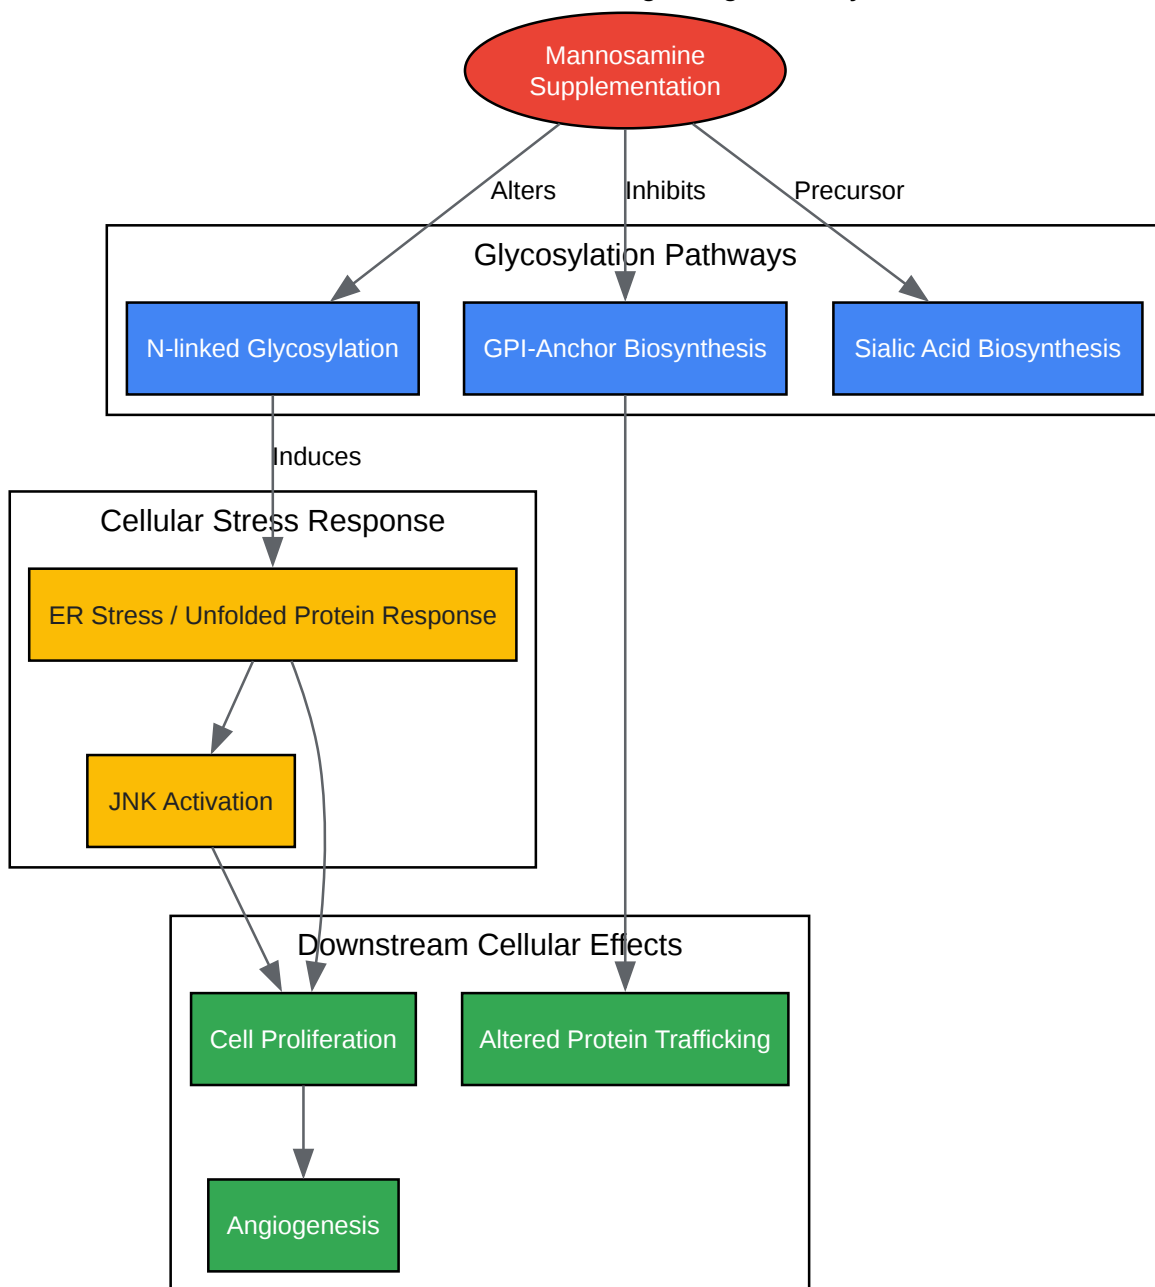 Mannosamine
Supplementation
Alters
Inhibits
Precursor
Glycosylation Pathways
N-linked Glycosylation
GPI-Anchor Biosynthesis
Sialic Acid Biosynthesis
Induces
Cellular Stress Response
ER Stress / Unfolded Protein Response
JNK Activation
Downstream Cellular Effects
Cell Proliferation
Altered Protein Trafficking
Angiogenesis